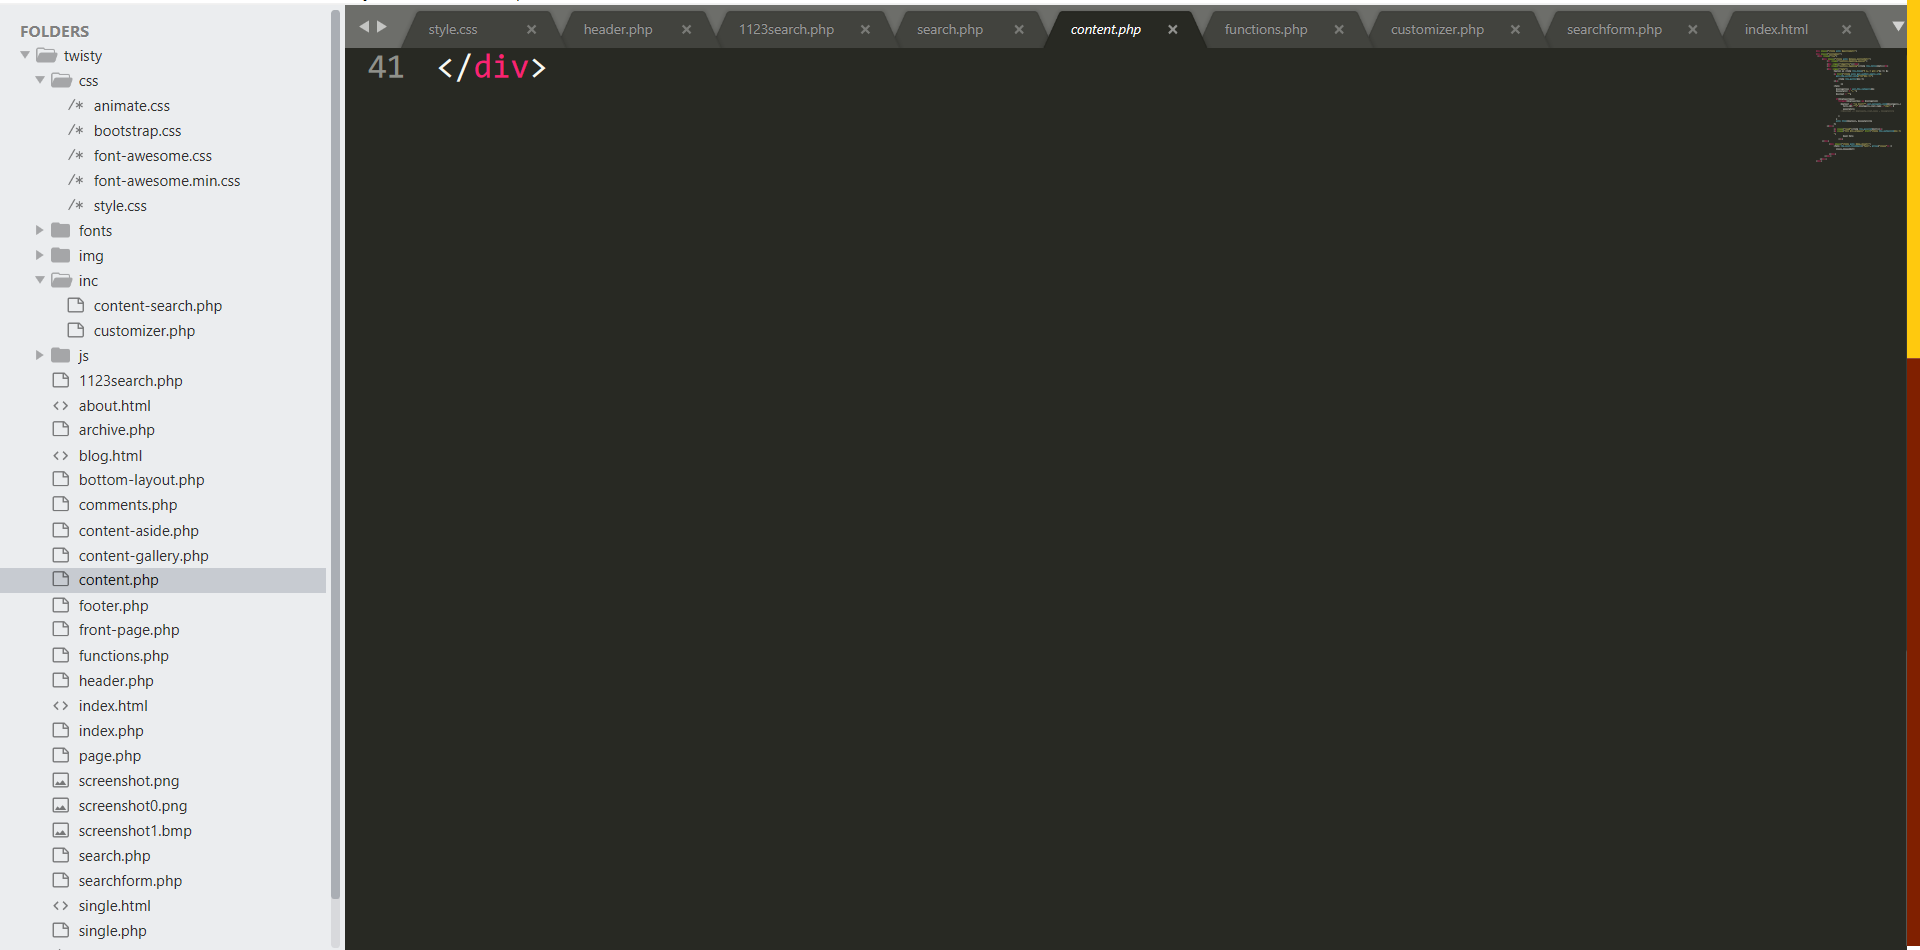 FOLDERS
twisty
css
/* animate.css
/* bootstrap.css
/* font-awesome.css
/* font-awesome.min.css
/* style.css
fonts
img
inc
content-search.php
customizer.php
js
1123search.php
<> about.html
archive.php
<> blog.html
bottom-layout.php
comments.php
content-aside.php
content-gallery.php
content.php
footer.php
front-page.php
functions.php
header.php
<> index.html
index.php
page.php
screenshot.png
screenshot0.png
screenshot1.bmp
search.php
searchform.php
<> single.html
single.php
style.css × header.php × 1123search.php × search.php × content.php × functions.php × customizer.php × searchform.php × index.html ×
41 </div>